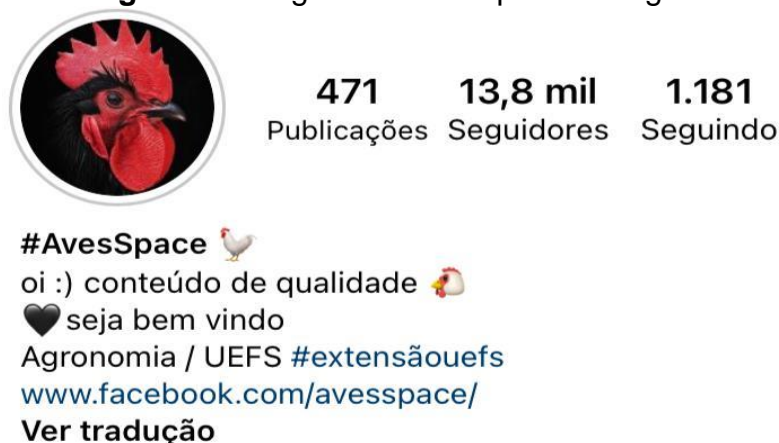 471 13,8 mil 1.181
Publicações Seguidores Seguindo
#AvesSpace
oi :) conteúdo de qualidade
seja bem vindo
Agronomia / UEFS #extensãouefs
www.facebook.com/avesspace/
Ver tradução